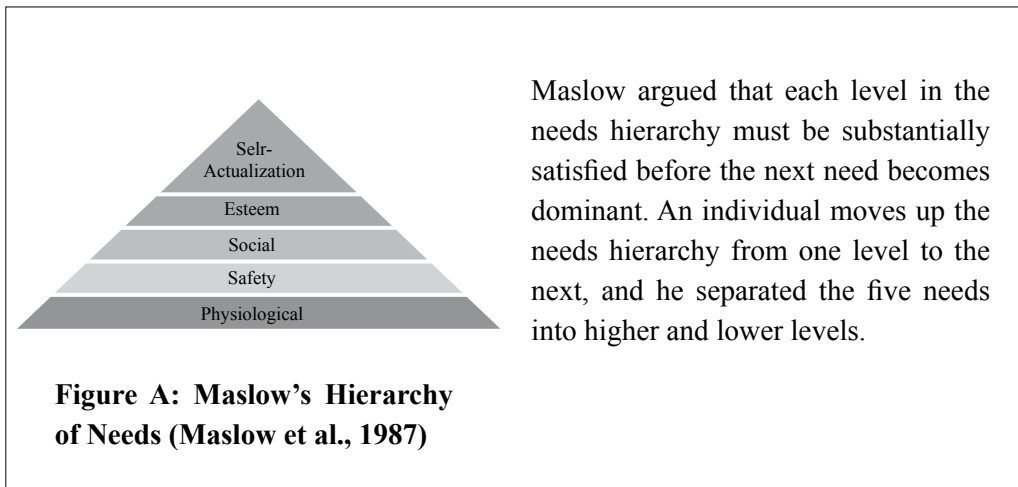 Selr-
Actualization
Esteem
Social
Safety
Physiological
Figure A: Maslow's Hierarchy
of Needs (Maslow et al., 1987)
Maslow argued that each level in the
needs hierarchy must be substantially
satisfied before the next need becomes
dominant. An individual moves up the
needs hierarchy from one level to the
next, and he separated the five needs
into higher and lower levels.